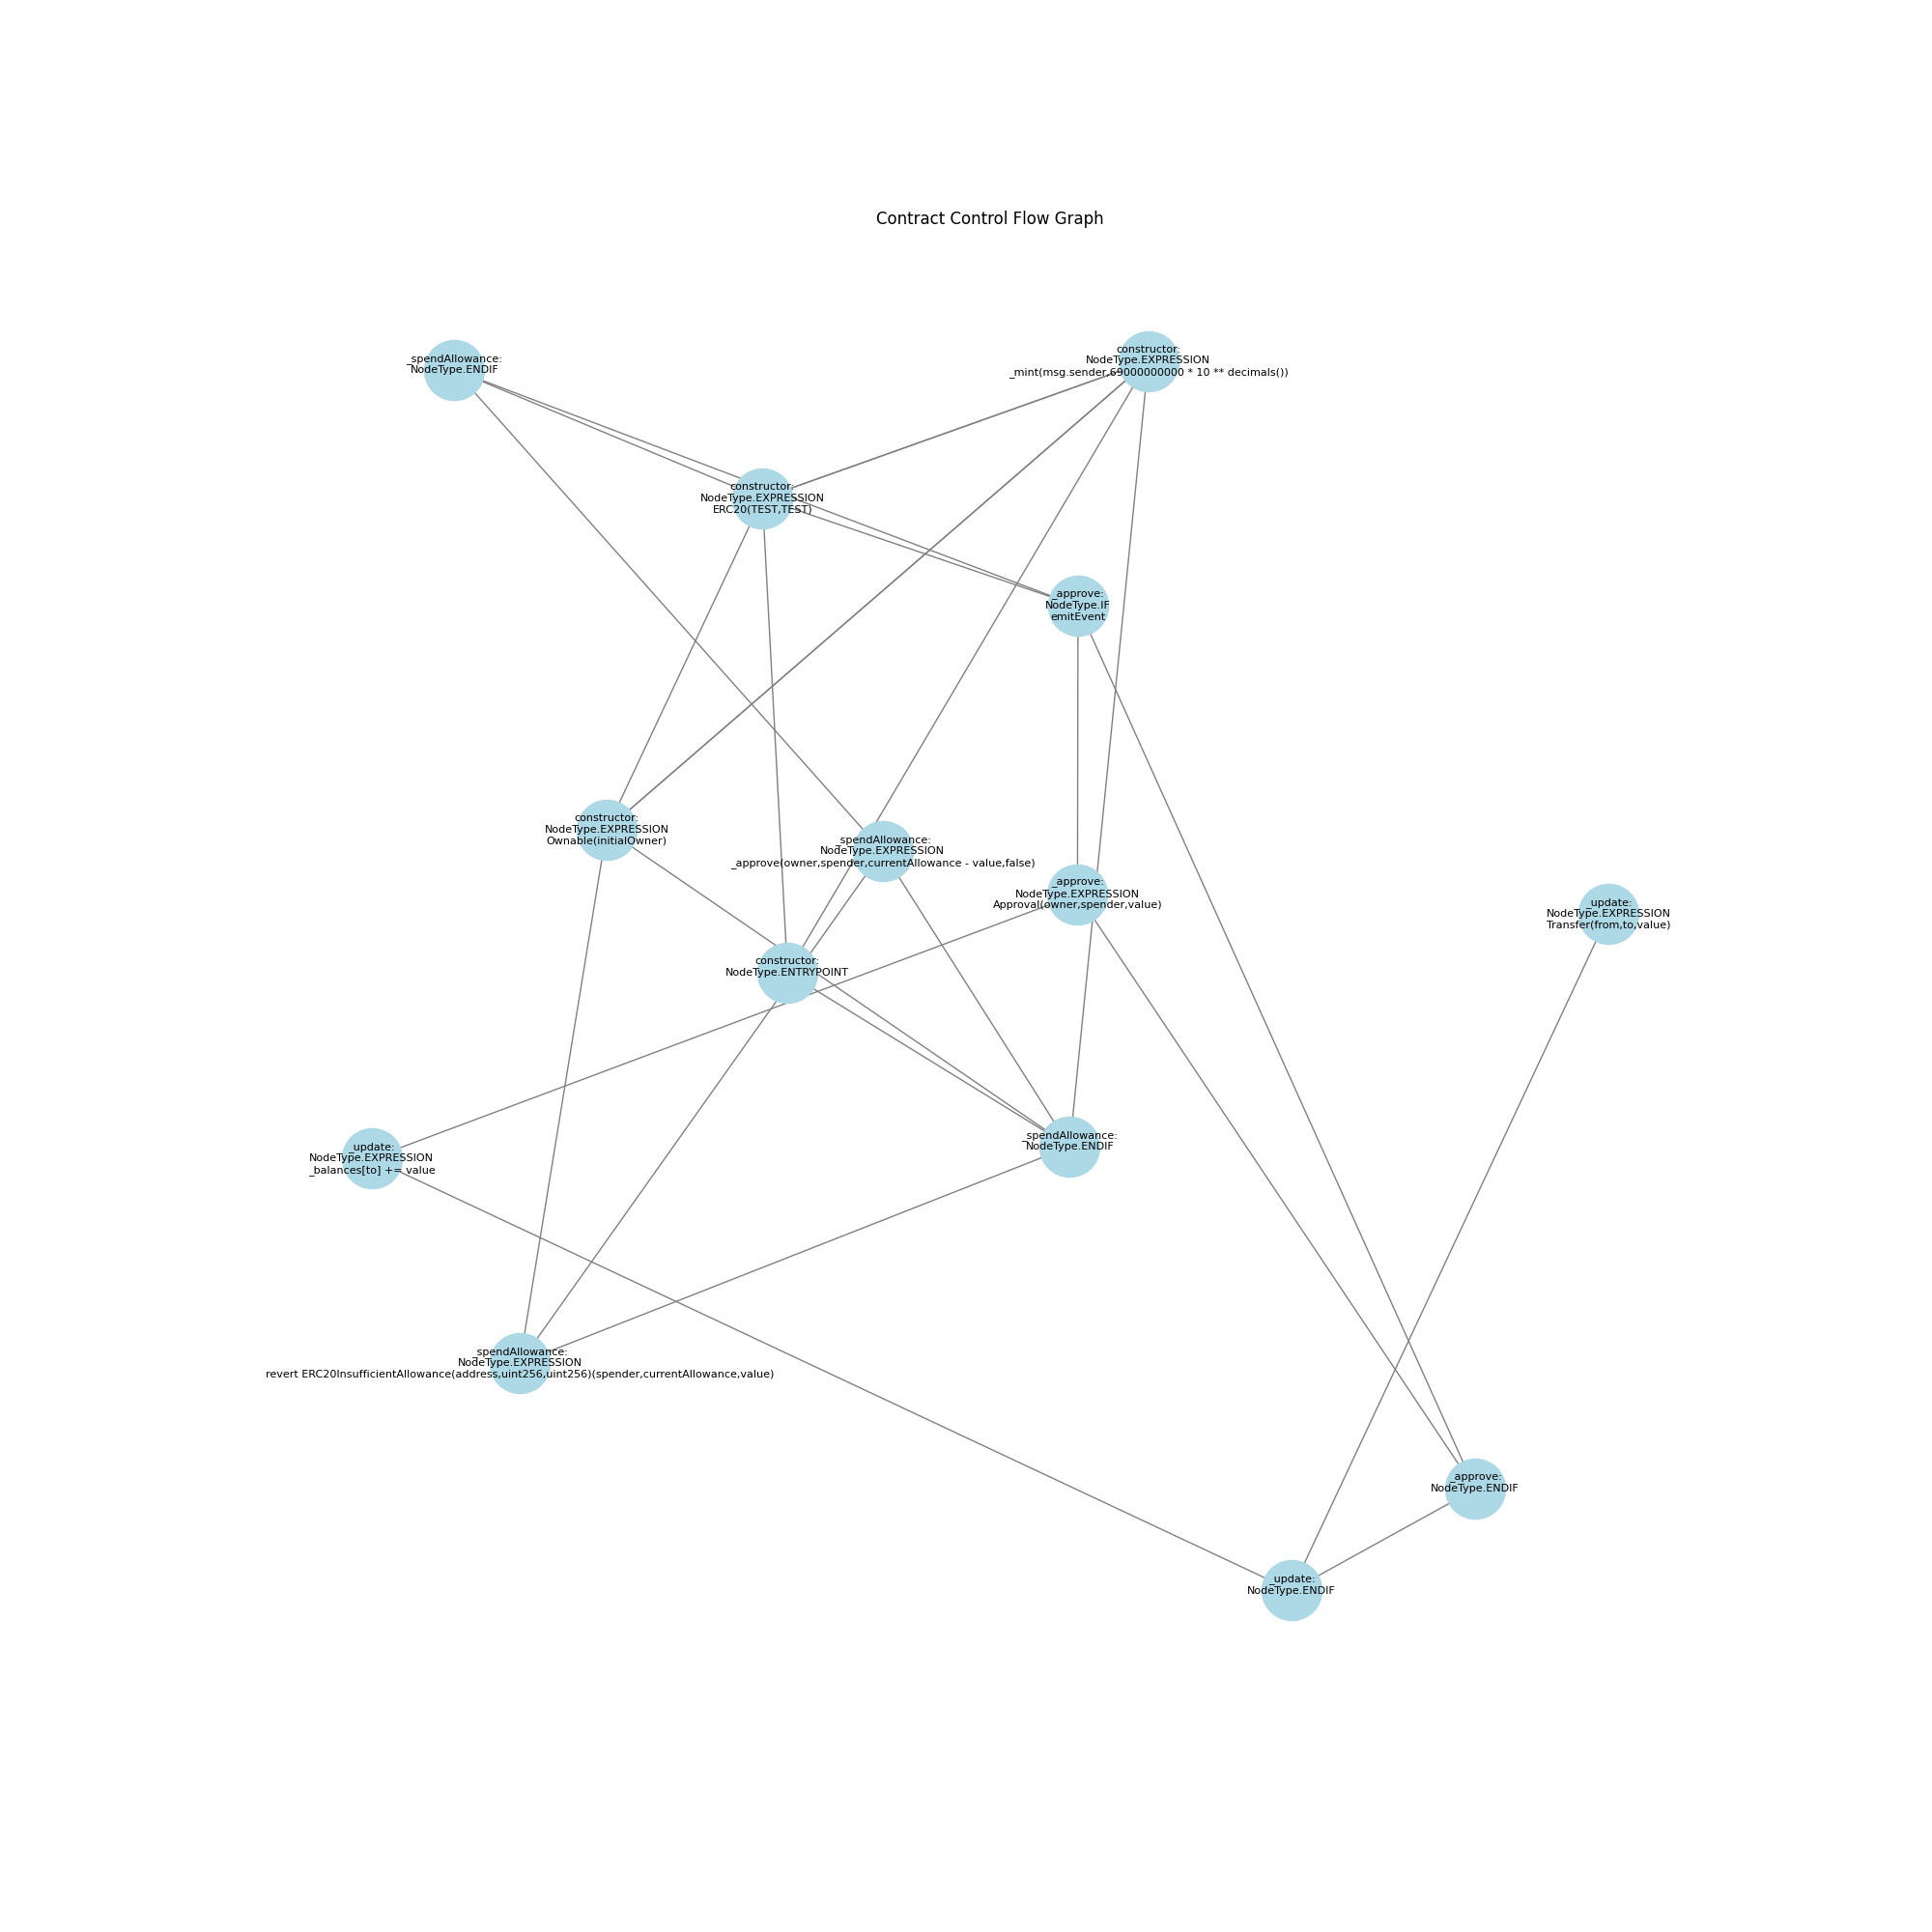 Contract Control Flow Graph
constructor:
NodeType.EXPRESSION
_mint(msg.sender,69000000000 * 10 ** decimals())
_spendAllowance:
NodeType.ENDIF
constructor:
NodeType.EXPRESSION
ERC20(TEST,TEST)
_approve:
NodeType.IF
emitEvent
constructor:
NodeType.EXPRESSION
Ownable(initialOwner)
_spendAllowance:
NodeType.EXPRESSION
_approve(owner,spender,currentAllowance - value,false)
_approve:
NodeType.EXPRESSION
Approval(owner,spender,value)
_update:
NodeType.EXPRESSION
Transfer(from,to,value)
constructor:
NodeType.ENTRYPOINT
_spendAllowance:
NodeType.ENDIF
_update:
NodeType.EXPRESSION
_balances[to] += value
_spendAllowance:
NodeType.EXPRESSION
revert ERC20InsufficientAllowance(address,uint256,uint256)(spender,currentAllowance,value)
_approve:
NodeType.ENDIF
_update:
NodeType.ENDIF